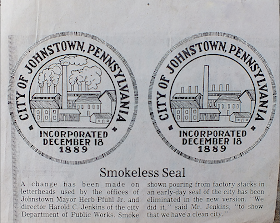 CITY OF JOHNSTOWN, PENNSYLVANIA
INCORPORATED
DECEMBER 18
1889
CITY OF JOHNSTOWN, PENNSYLVANIA
INCORPORATED
DECEMBER 18
1889
Smokeless Seal
A change has been made on
letterheads used by the offices of
Johnstown Mayor Herb Pfuhl Jr. and
director Harold C. Jenkins of the city
Department of Public Works. Smoke
shown pouring from factory stacks in
an early-day seal of the city has been
eliminated in the new version. "We
did it," said Mr. Jenkins, "to show
that we have a clean city."